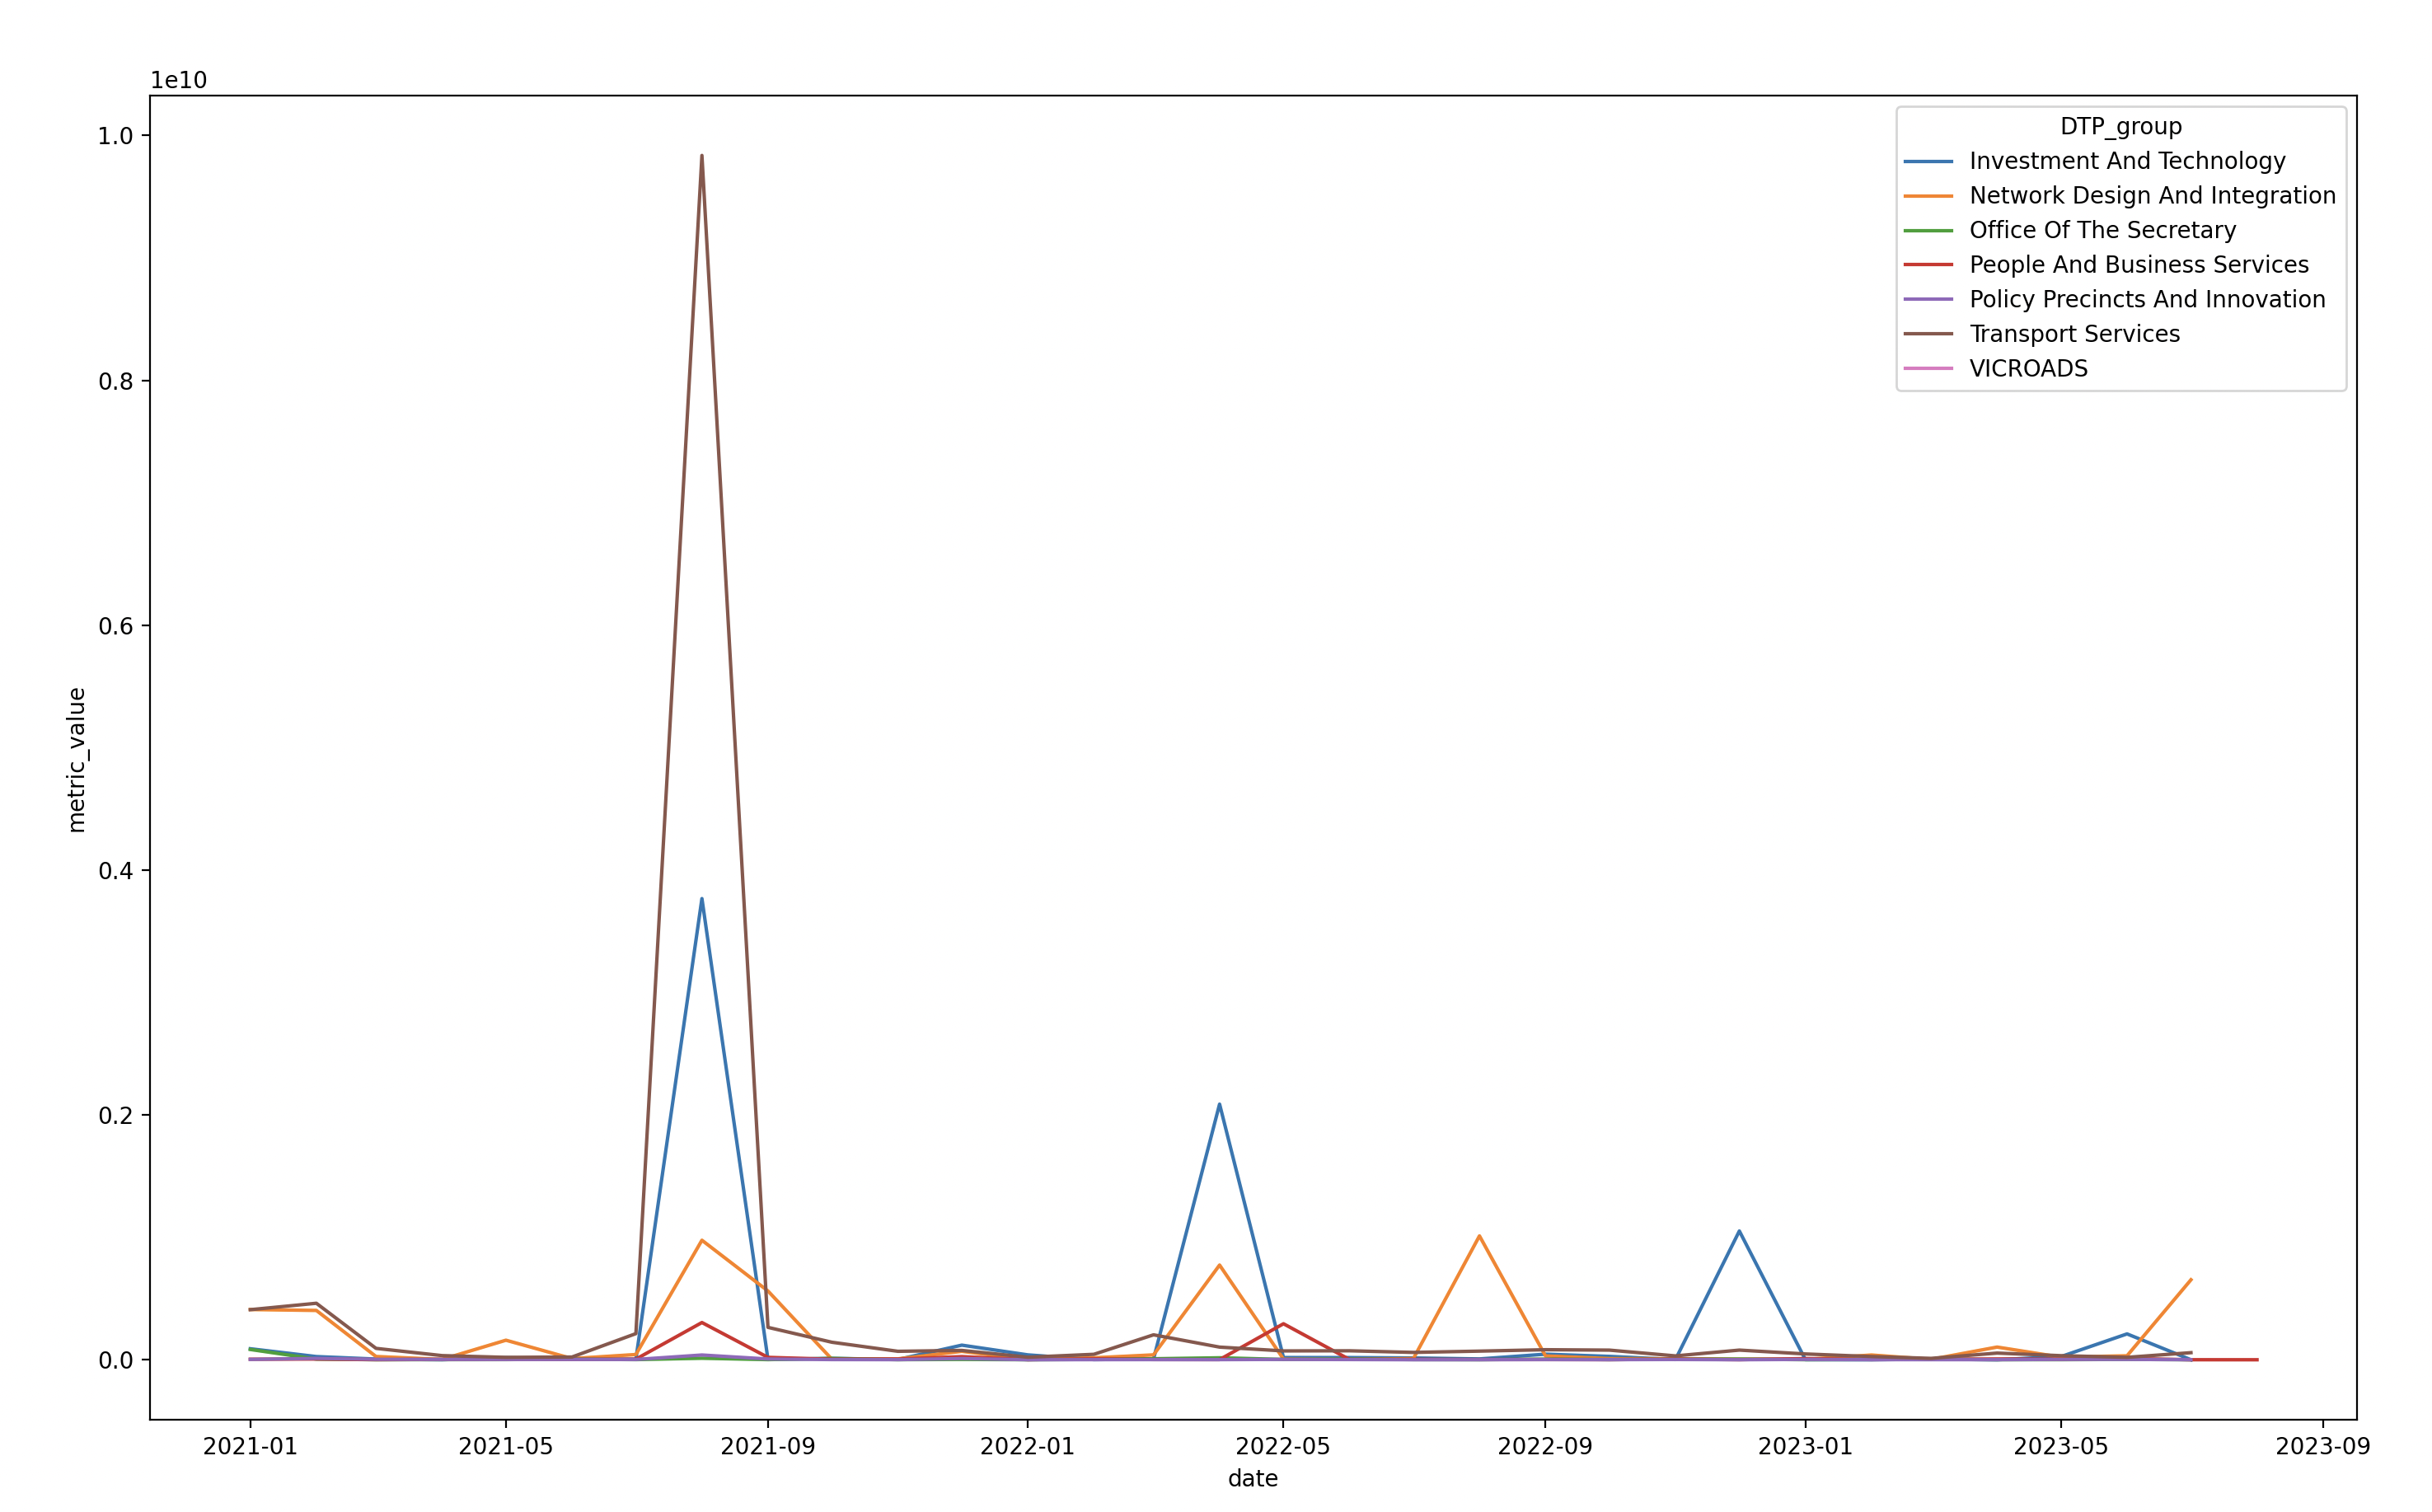 1e10
1.0
0.8
0.6
0.4
0.2
0.0
metric_value
DTP_group
Investment And Technology
Network Design And Integration
Office Of The Secretary
People And Business Services
Policy Precincts And Innovation
Transport Services
VICROADS
2021-01 2021-05 2021-09 2022-01 2022-05 2022-09 2023-01 2023-05 2023-09
date